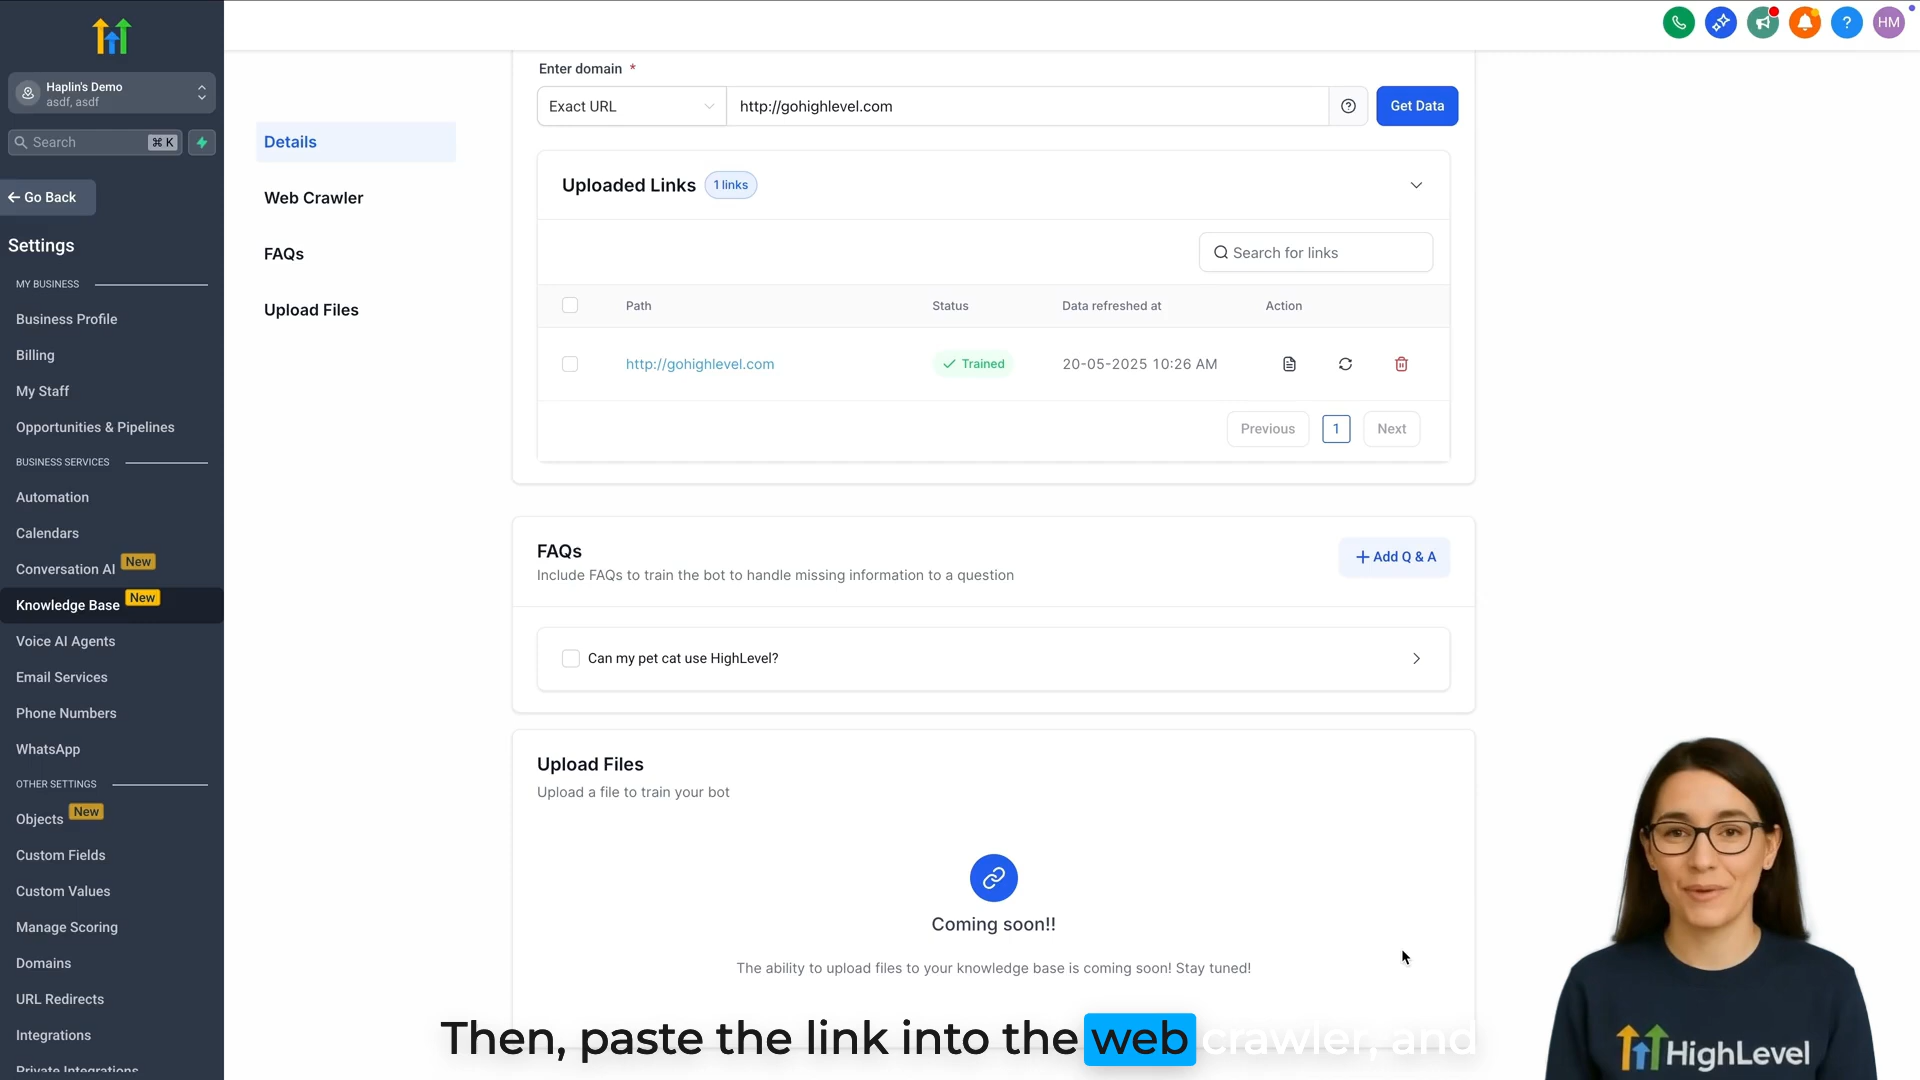 Haplin's Demo
asdf, asdf
Search ⌘ K
Go Back
Settings
MY BUSINESS
Business Profile
Billing
My Staff
Opportunities & Pipelines
BUSINESS SERVICES
Automation
Calendars
Conversation AI New
Knowledge Base New
Voice AI Agents
Email Services
Phone Numbers
WhatsApp
OTHER SETTINGS
Objects New
Custom Fields
Custom Values
Manage Scoring
Domains
URL Redirects
Integrations
Private Integrations
Details
Web Crawler
FAQs
Upload Files
HM
Enter domain *
Exact URL http://gohighlevel.com Get Data
Uploaded Links 1 links
Search for links
Path Status Data refreshed at Action
http://gohighlevel.com Trained 20-05-2025 10:26 AM
Previous 1 Next
FAQs
Include FAQs to train the bot to handle missing information to a question
+ Add Q & A
Can my pet cat use HighLevel?
Upload Files
Upload a file to train your bot
Coming soon!!
The ability to upload files to your knowledge base is coming soon! Stay tuned!
Then, paste the link into the web crawler, and
HighLevel